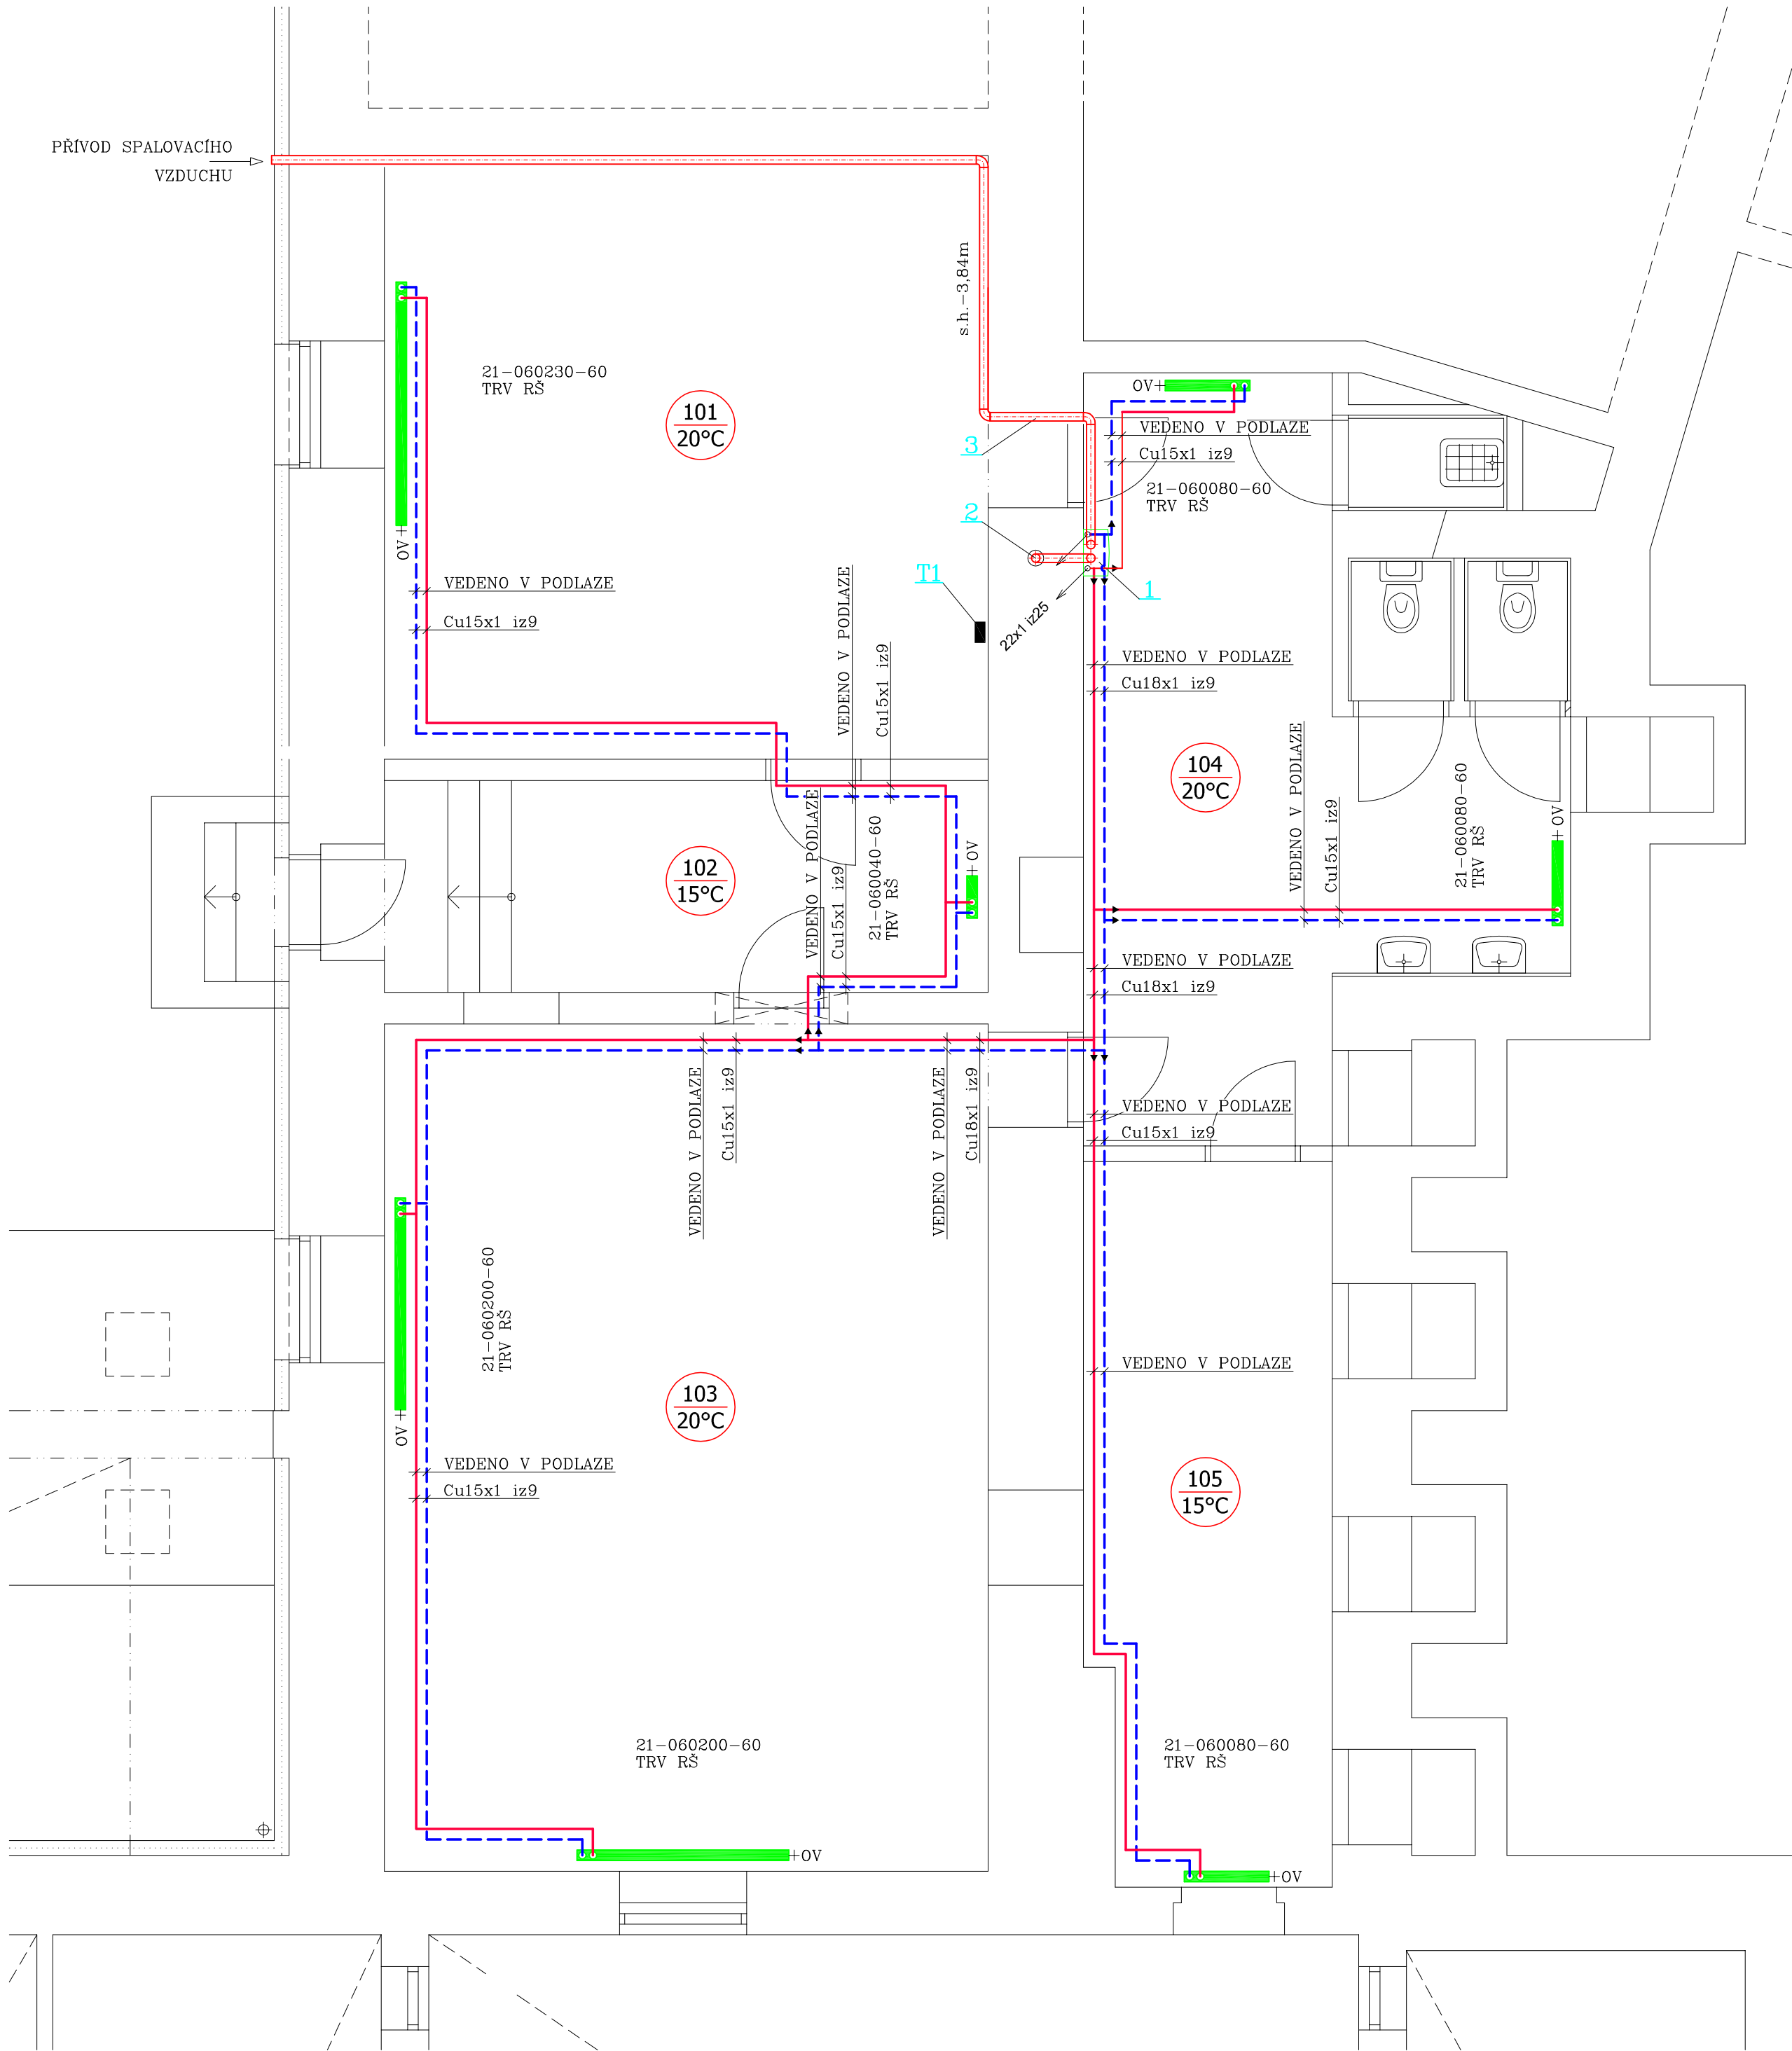 PŘÍVOD SPALOVACÍHO
VZDUCHU
s.h.-3,84m
21-060230-60
TRV RŠ
101
20°C
OV
VEDENO V PODLAZE
Cu15x1 iz9
3
2
T1
1
22x1 iz25
OV
VEDENO V PODLAZE
Cu15x1 iz9
21-060080-60
TRV RŠ
VEDENO V PODLAZE
Cu15x1 iz9
VEDENO V PODLAZE
Cu18x1 iz9
104
20°C
VEDENO V PODLAZE
Cu15x1 iz9
21-060080-60
TRV RŠ
OV
102
15°C
VEDENO V PODLAZE
Cu15x1 iz9
21-060040-60
TRV RŠ
OV
VEDENO V PODLAZE
Cu18x1 iz9
VEDENO V PODLAZE
Cu15x1 iz9
VEDENO V PODLAZE
Cu18x1 iz9
VEDENO V PODLAZE
Cu15x1 iz9
21-060200-60
TRV RŠ
OV
103
20°C
VEDENO V PODLAZE
VEDENO V PODLAZE
Cu15x1 iz9
105
15°C
21-060200-60
TRV RŠ
OV
21-060080-60
TRV RŠ
OV